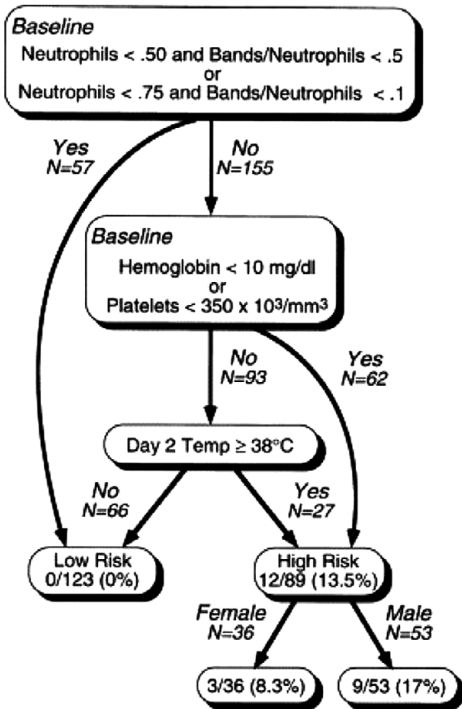 Baseline
Neutrophils < .50 and Bands/Neutrophils < .5
or
Neutrophils < .75 and Bands/Neutrophils < .1
Yes
N=57
No
N=155
Baseline
Hemoglobin < 10 mg/dl
or
Platelets < 350 x 10³/mm³
No
N=93
Yes
N=62
Day 2 Temp ≥ 38°C
No
N=66
Yes
N=27
Low Risk
0/123 (0%)
High Risk
12/89 (13.5%)
Female
N=36
Male
N=53
3/36 (8.3%)
9/53 (17%)